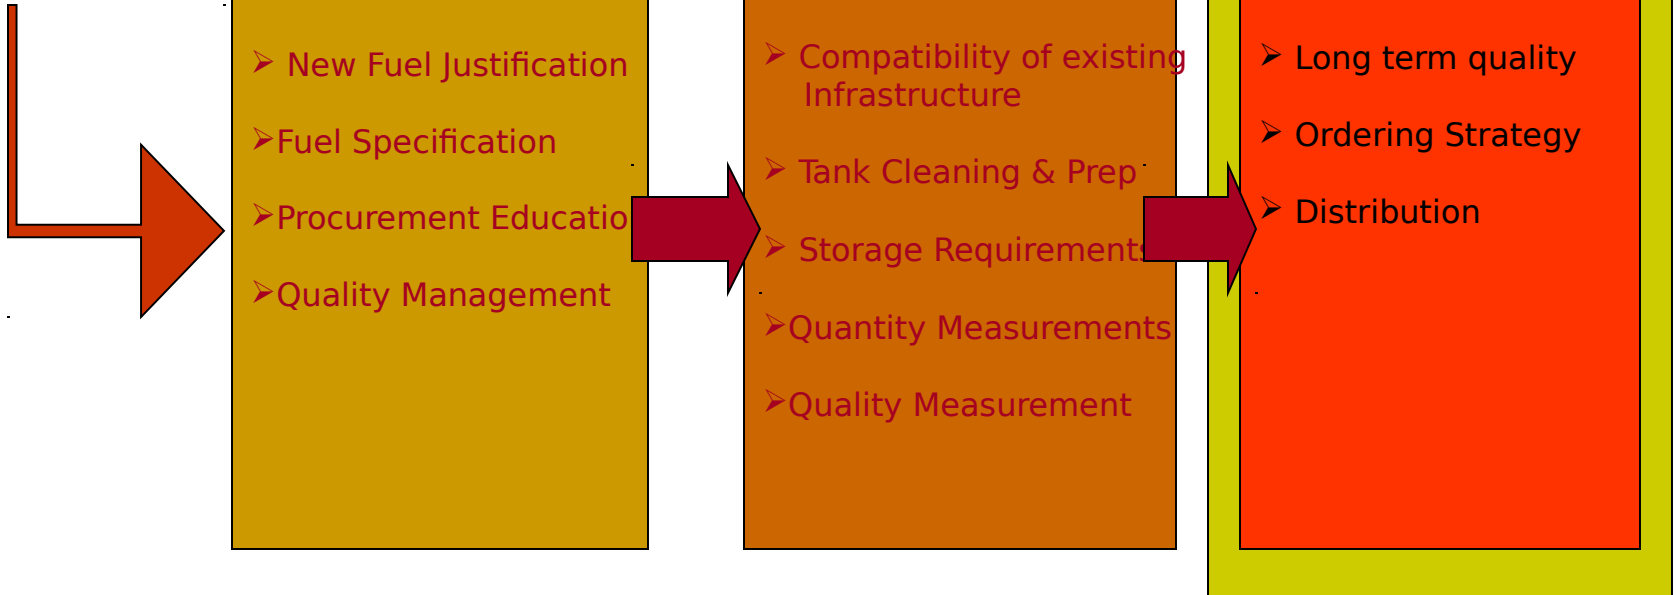 ➢ New Fuel Justification
➢Fuel Specification
➢Procurement Educatio
➢Quality Management
➢ Compatibility of existing
Infrastructure
➢ Tank Cleaning & Prep
➢ Storage Requirements
➢Quantity Measurements
➢Quality Measurement
➢ Long term quality
➢ Ordering Strategy
➢ Distribution